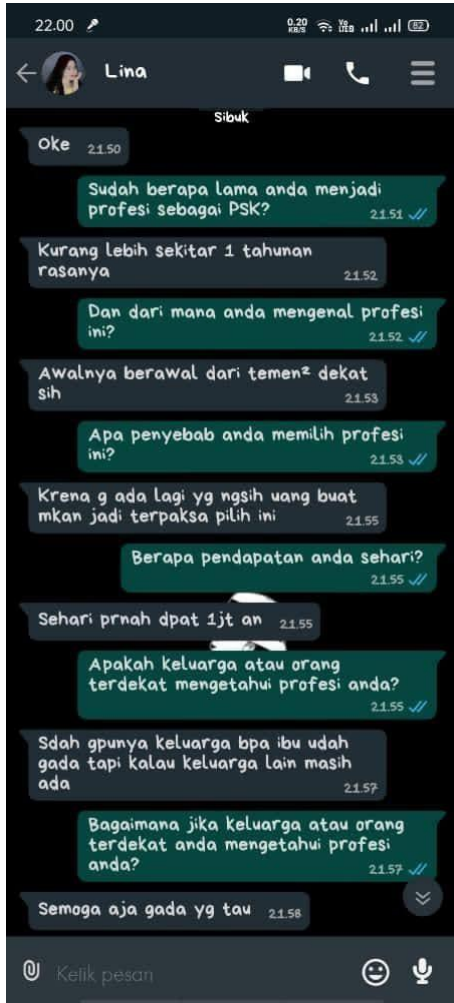 22.00
0.20 KB/S
Vo LTE
82
Lina
Sibuk
Oke 21.50
Sudah berapa lama anda menjadi
profesi sebagai PSK? 21.51
Kurang lebih sekitar 1 tahunan
rasanya 21.52
Dan dari mana anda mengenal profesi
ini? 21.52
Awalnya berawal dari temen² dekat
sih 21.53
Apa penyebab anda memilih profesi
ini? 21.53
Krena g ada lagi yg ngsih uang buat
mkan jadi terpaksa pilih ini 21.55
Berapa pendapatan anda sehari?
21.55
Sehari prnah dpat 1jt an 21.55
Apakah keluarga atau orang
terdekat mengetahui profesi anda?
21.55
Sdah gpunya keluarga bpa ibu udah
gada tapi kalau keluarga lain masih
ada 21.57
Bagaimana jika keluarga atau orang
terdekat anda mengetahui profesi
anda? 21.57
Semoga aja gada yg tau 21.58
Ketik pesan